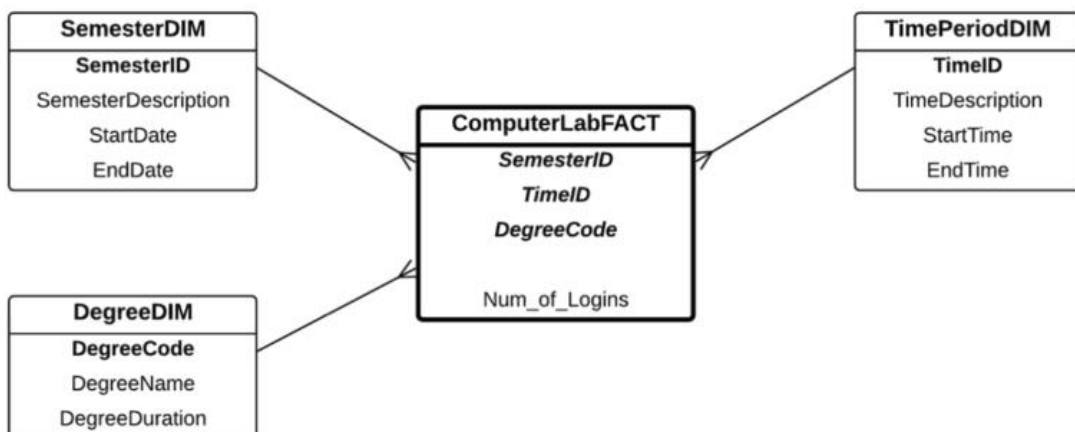 SemesterDIM
SemesterID
SemesterDescription
StartDate
EndDate
TimePeriodDIM
TimeID
TimeDescription
StartTime
EndTime
ComputerLabFACT
SemesterID
TimeID
DegreeCode
Num_of_Logins
DegreeDIM
DegreeCode
DegreeName
DegreeDuration